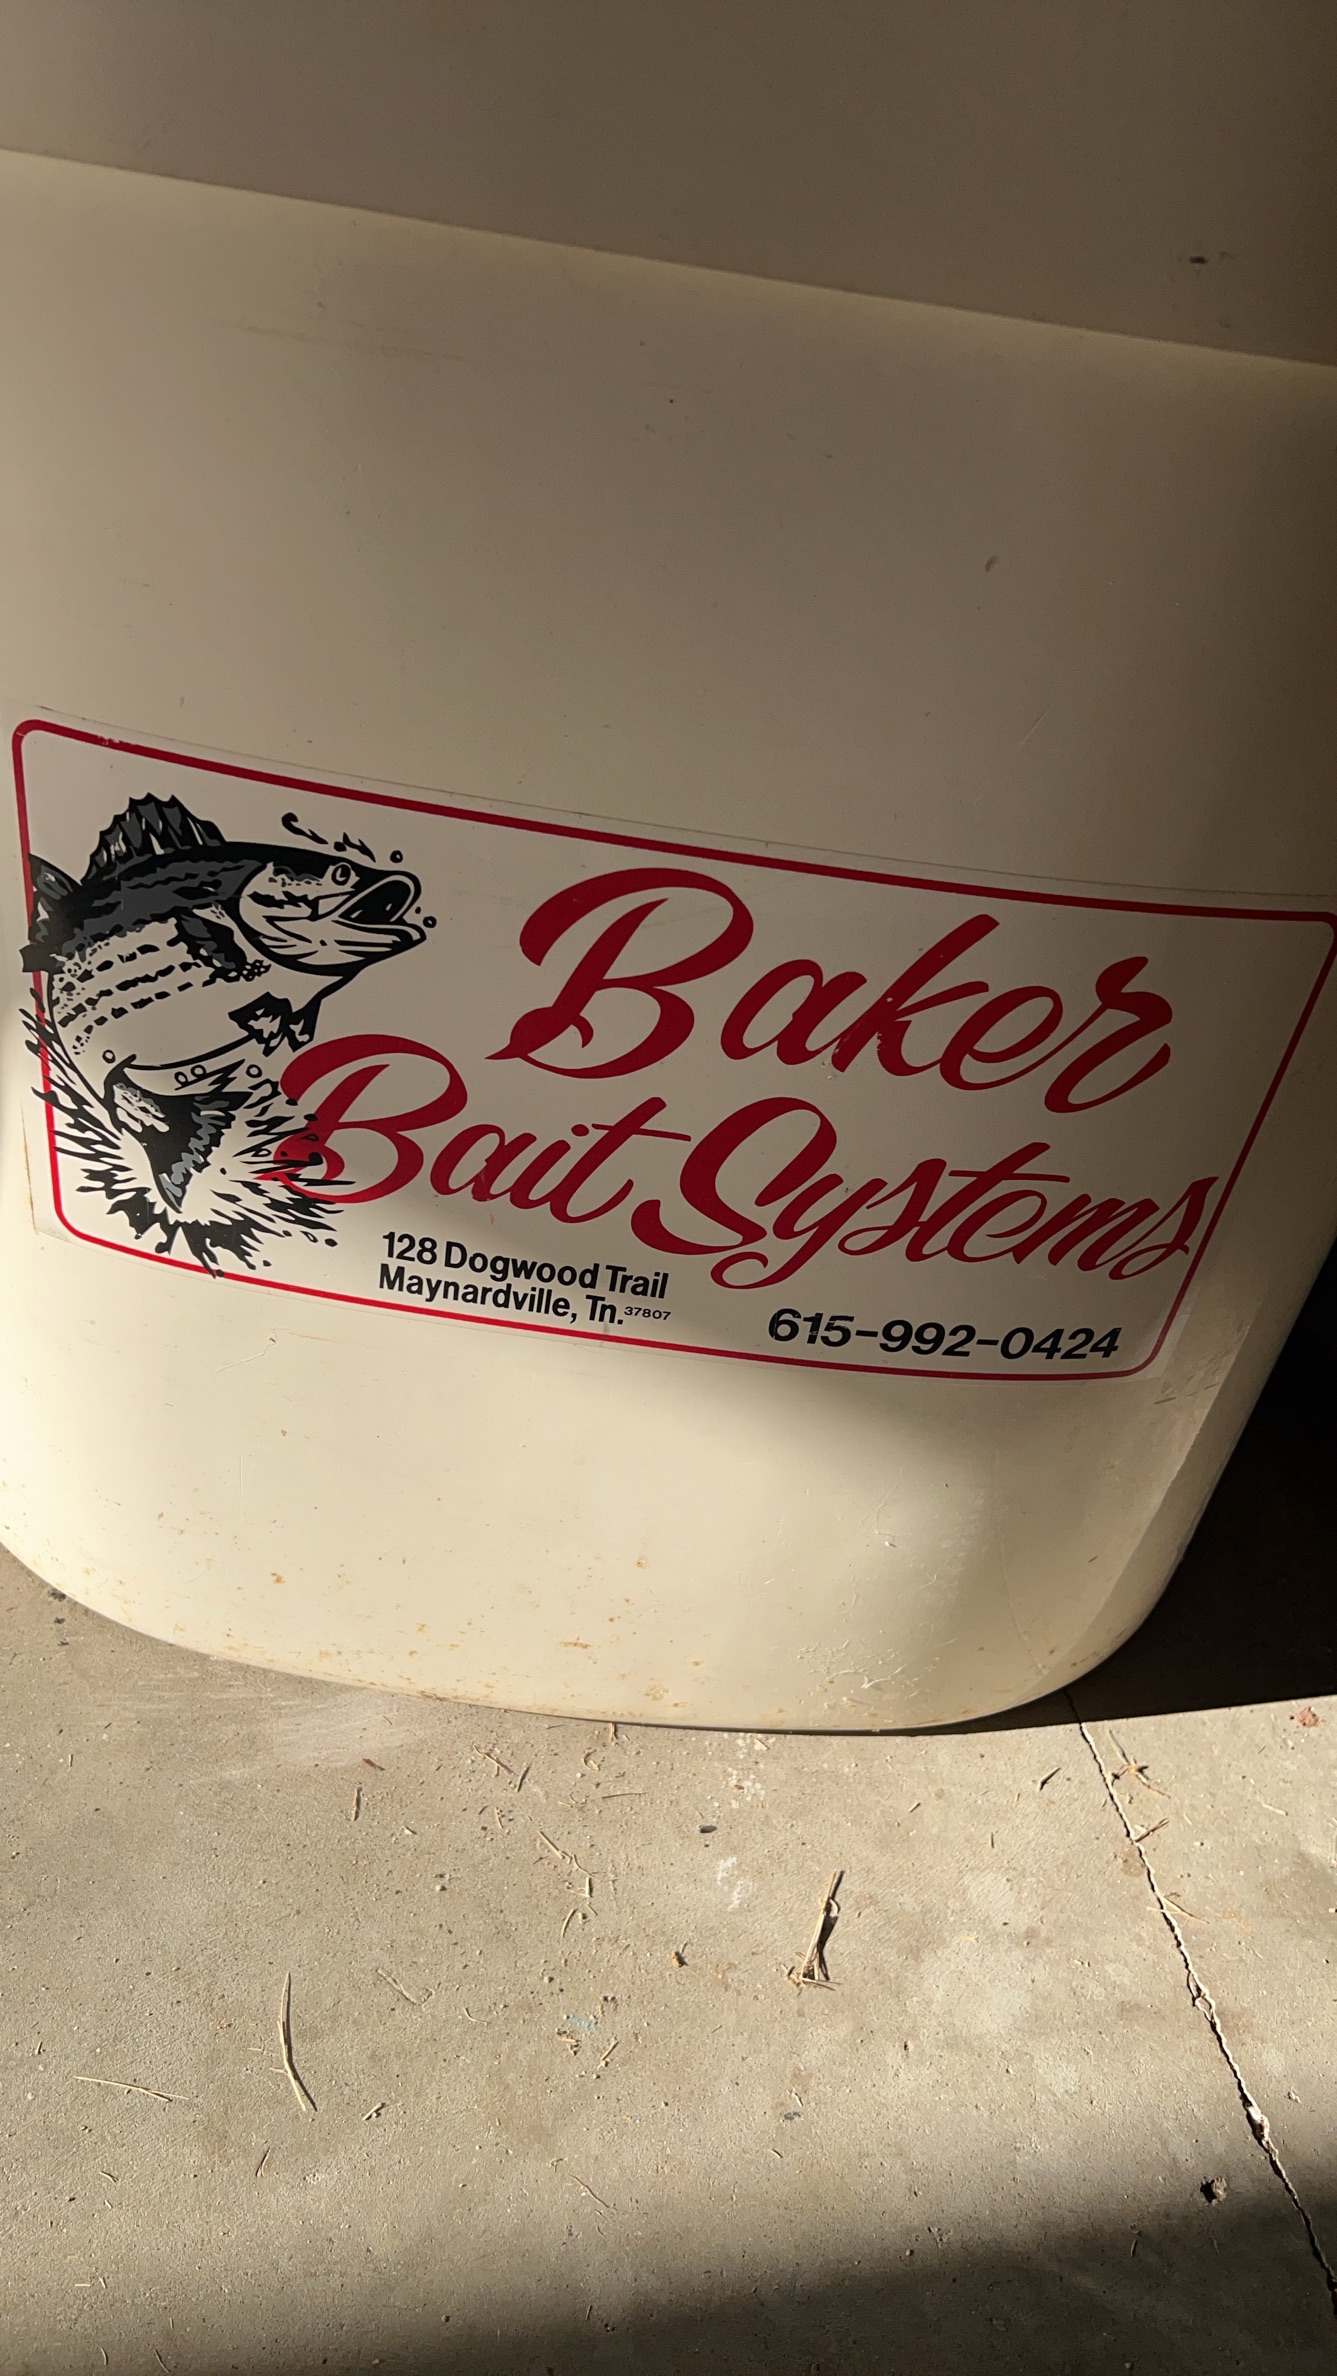 Baker
Bait Systems
128 Dogwood Trail
Maynardville, Tn. 37807
615-992-0424